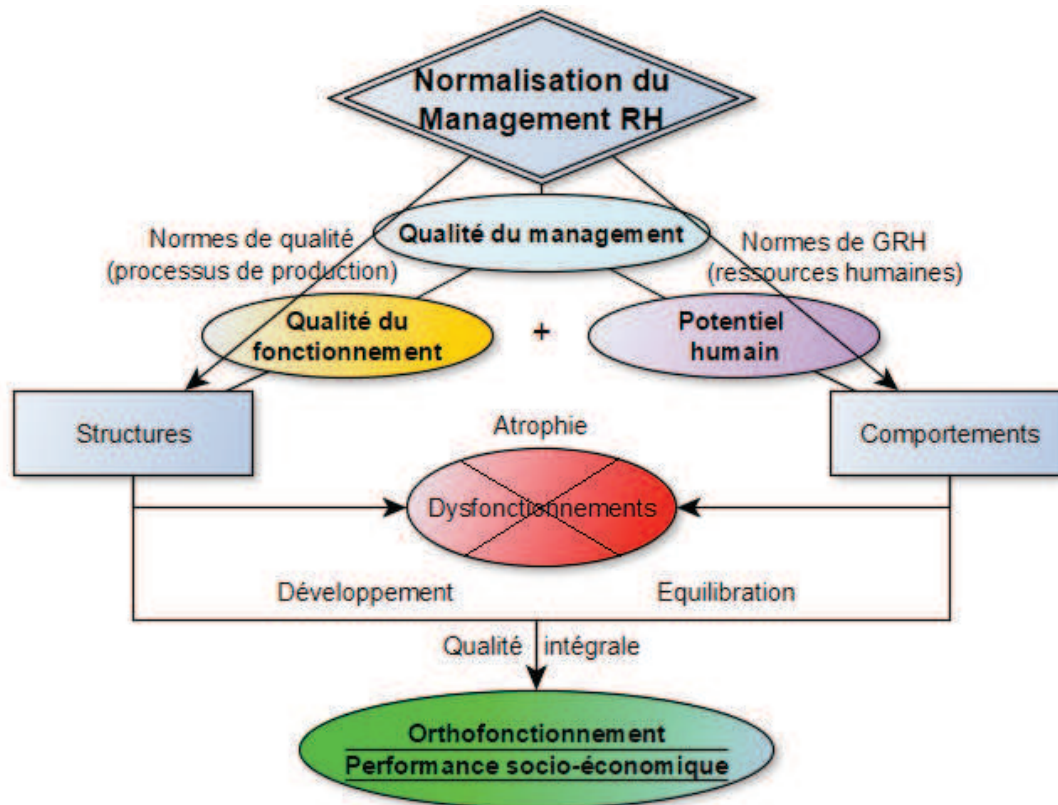 Normalisation du
Management RH
Qualité du management
Normes de qualité
(processus de production)
Normes de GRH
(ressources humaines)
Qualité du
fonctionnement
+
Potentiel
humain
Structures
Atrophie
Comportements
Dysfonctionnements
Développement
Equilibration
Qualité intégrale
Orthofonctionnement
Performance socio-économique